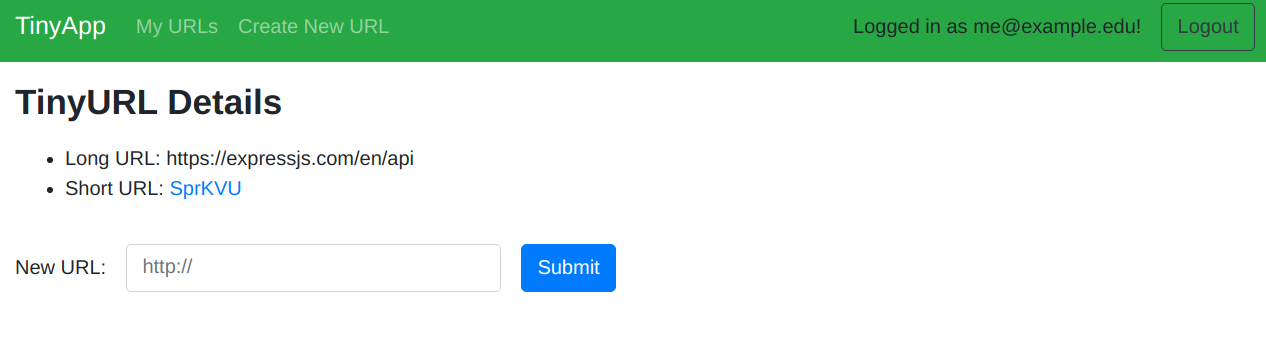 TinyApp My URLs Create New URL Logged in as me@example.edu! Logout
TinyURL Details
Long URL: https://expressjs.com/en/api
Short URL: SprKVU
New URL: http:// Submit